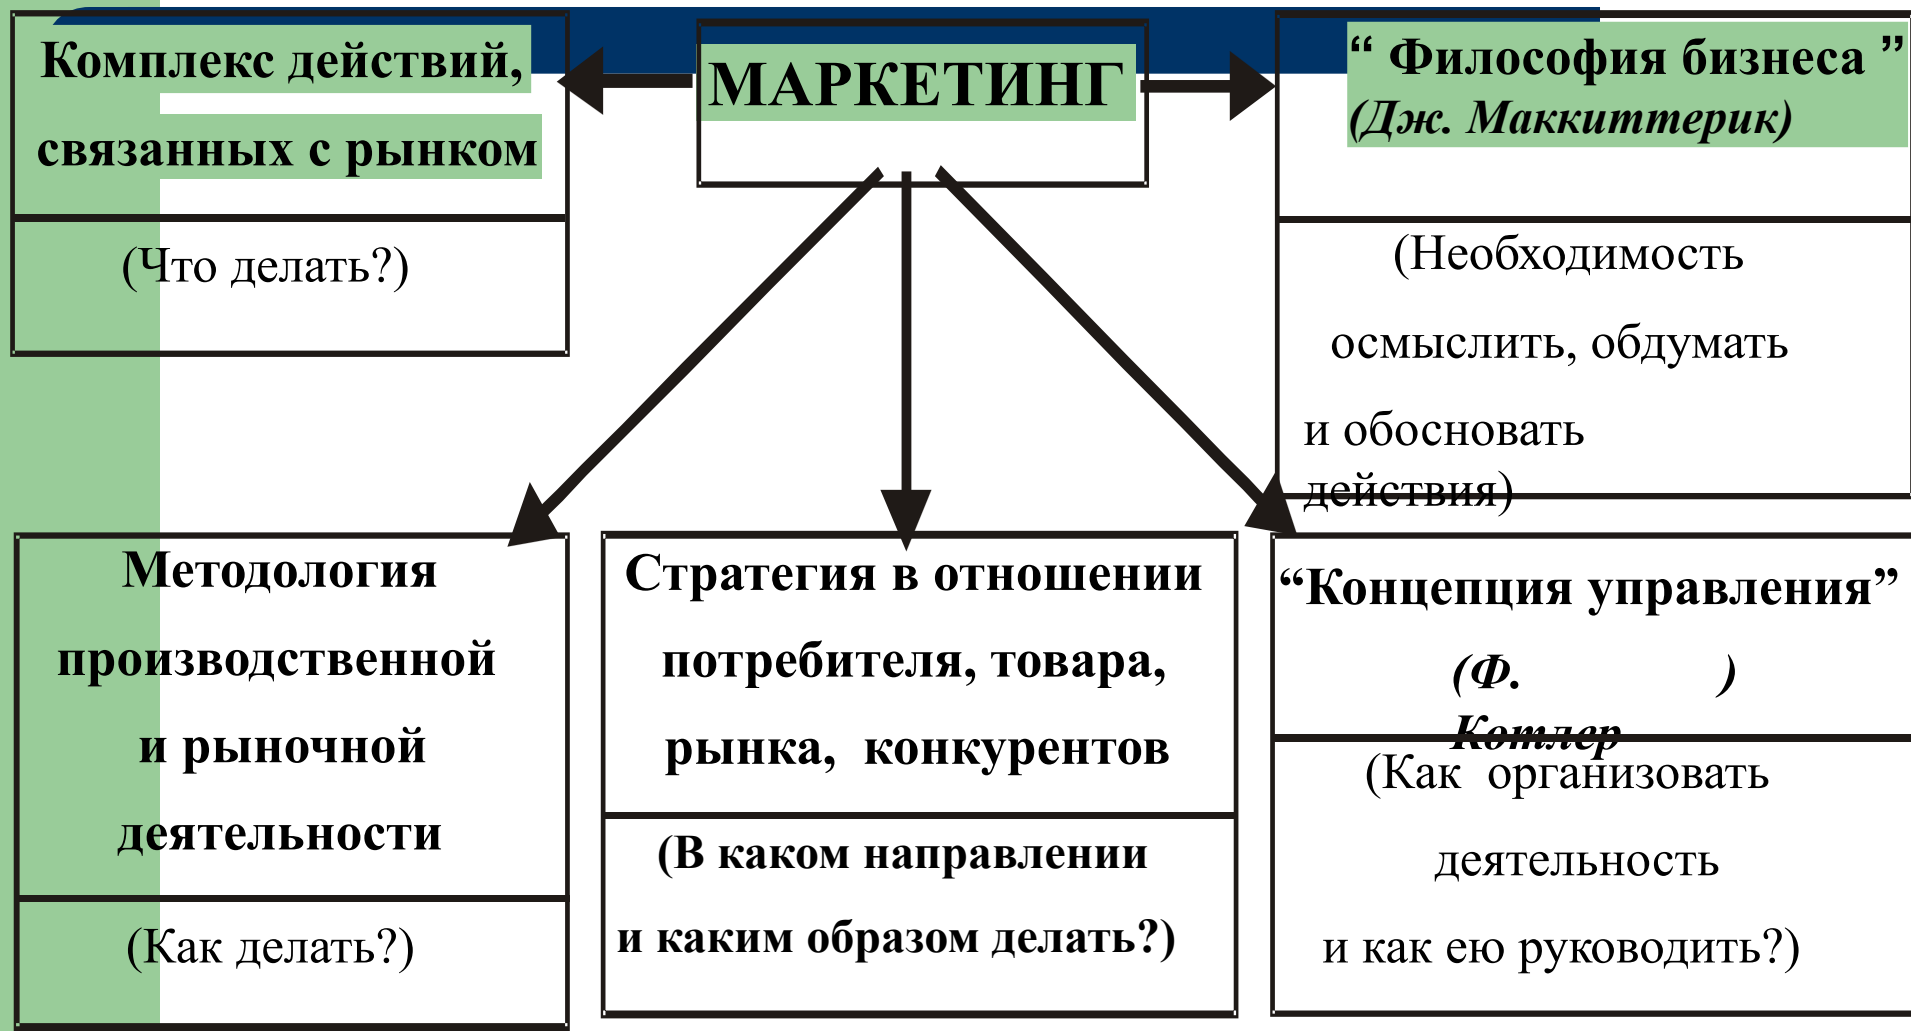 Комплекс действий,
связанных с рынком
(Что делать?)
МАРКЕТИНГ
“ Философия бизнеса ”
(Дж. Маккиттерик)
(Необходимость
осмыслить, обдумать
и обосновать
действия)
Методология
производственной
и рыночной
деятельности
(Как делать?)
Стратегия в отношении
потребителя, товара,
рынка, конкурентов
(В каком направлении
и каким образом делать?)
“Концепция управления”
(Ф. )
Котлер
(Как организовать
деятельность
и как ею руководить?)